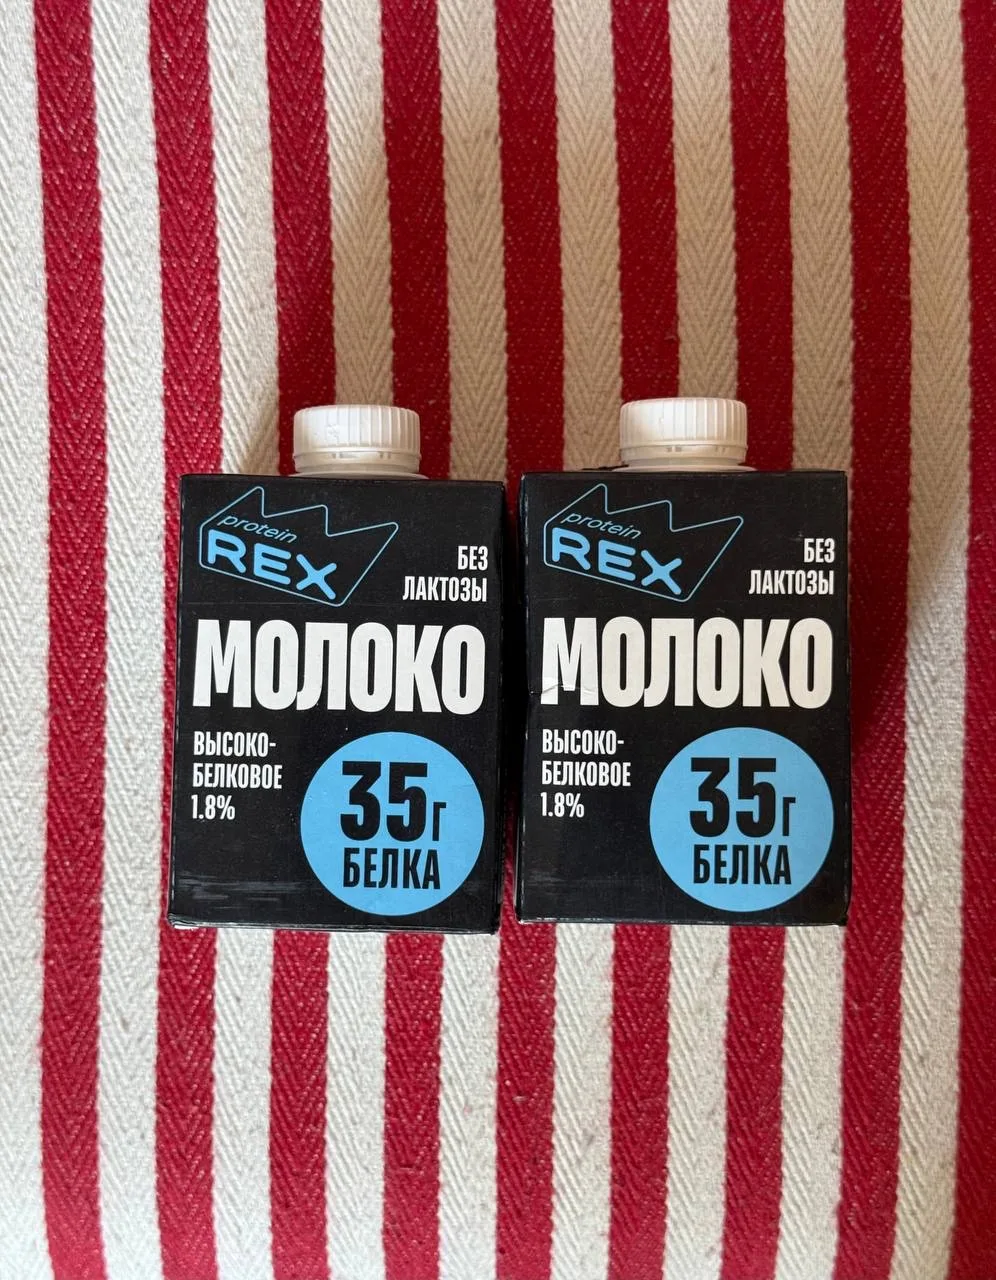 protein
REX
БЕЗ
ЛАКТОЗЫ
МОЛОКО
ВЫСОКО-
БЕЛКОВОЕ
1.8%
35г
БЕЛКА
protein
REX
БЕЗ
ЛАКТОЗЫ
МОЛОКО
ВЫСОКО-
БЕЛКОВОЕ
1.8%
35г
БЕЛКА